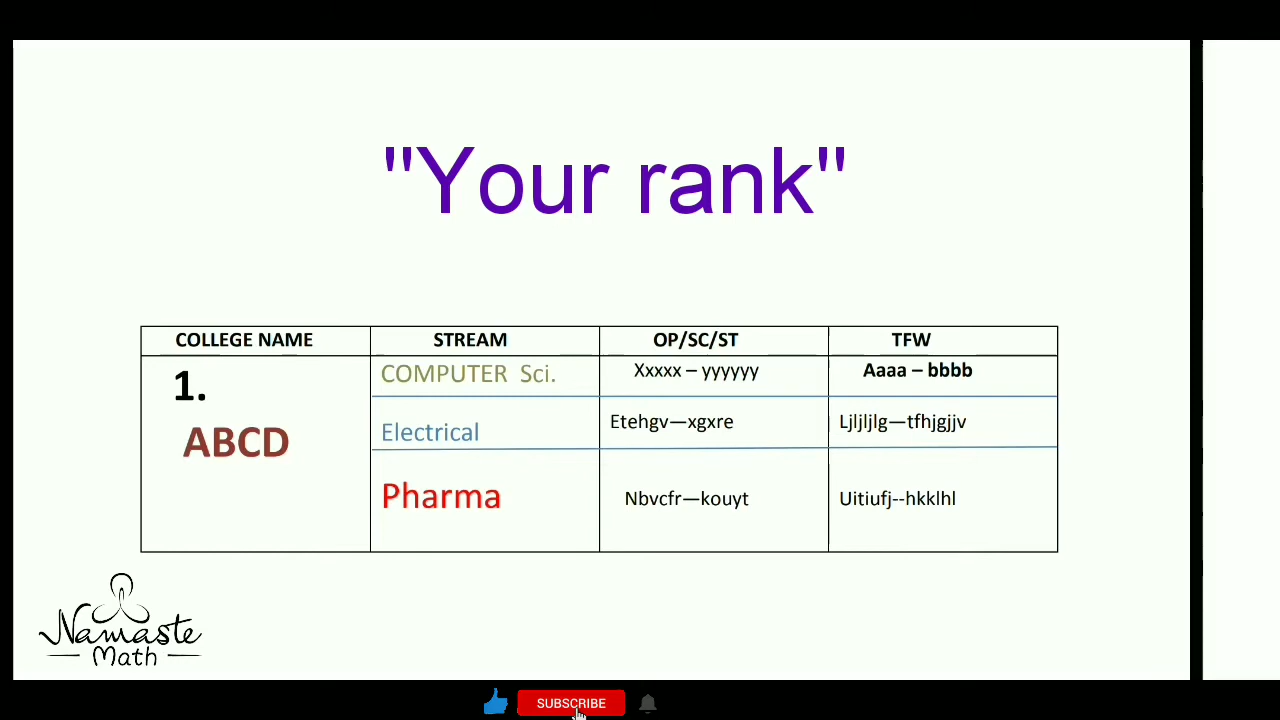 "Your rank"
COLLEGE NAME STREAM OP/SC/ST TFW
1. COMPUTER Sci. Xxxxx – yyyyyy Aaaa – bbbb
ABCD Electrical Etehgv—xgxre Ljljljlg—tfhjgjjv
Pharma Nbvcfr—kouyt Uitiufj--hkklhl
Namaste
Math
SUBSCRIBE